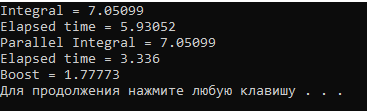 Integral = 7.05099
Elapsed time = 5.93052
Parallel Integral = 7.05099
Elapsed time = 3.336
Boost = 1.77773
Для продолжения нажмите любую клавишу . . .